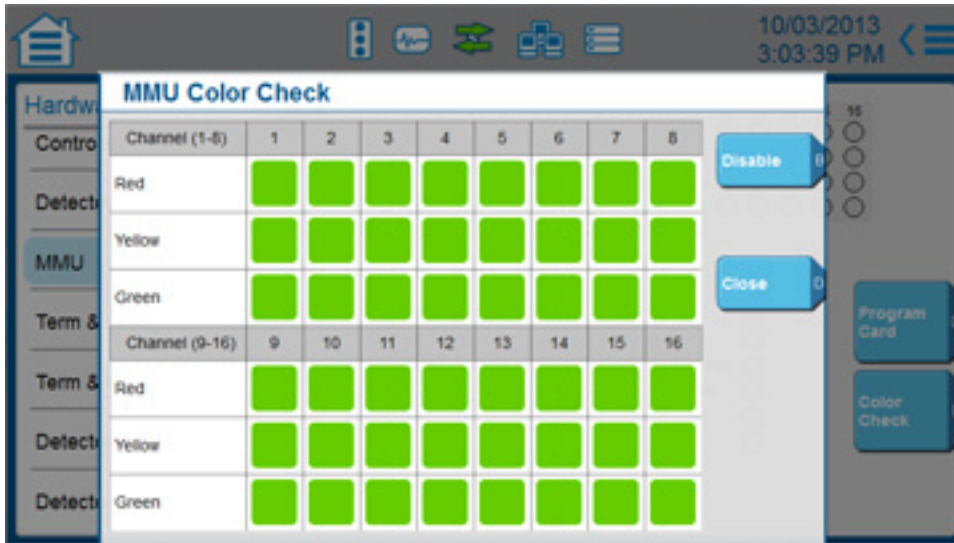 10/03/2013
3:03:39 PM
MMU Color Check
Hardw
Contro
Detect
MMU
Term &
Term &
Detect
Detect
Channel (1-8) 1 2 3 4 5 6 7 8
Red
Yellow
Green
Channel (9-16) 9 10 11 12 13 14 15 16
Red
Yellow
Green
Disable B
Close D
16
Program
Card
Color
Check